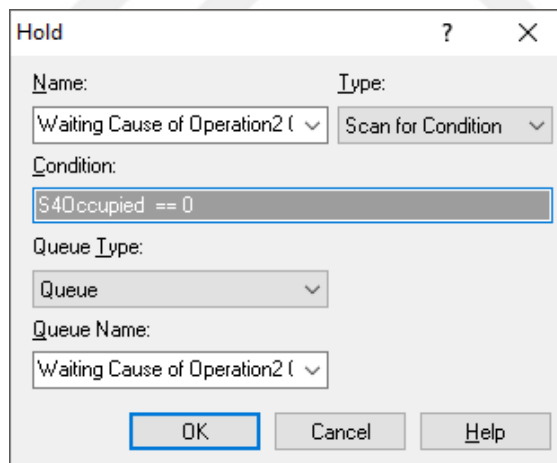 Hold ?
Name: Type:
Waiting Cause of Operation2 ( Scan for Condition
Condition:
S4Occupied == 0
Queue Type:
Queue
Queue Name:
Waiting Cause of Operation2 (
OK Cancel Help